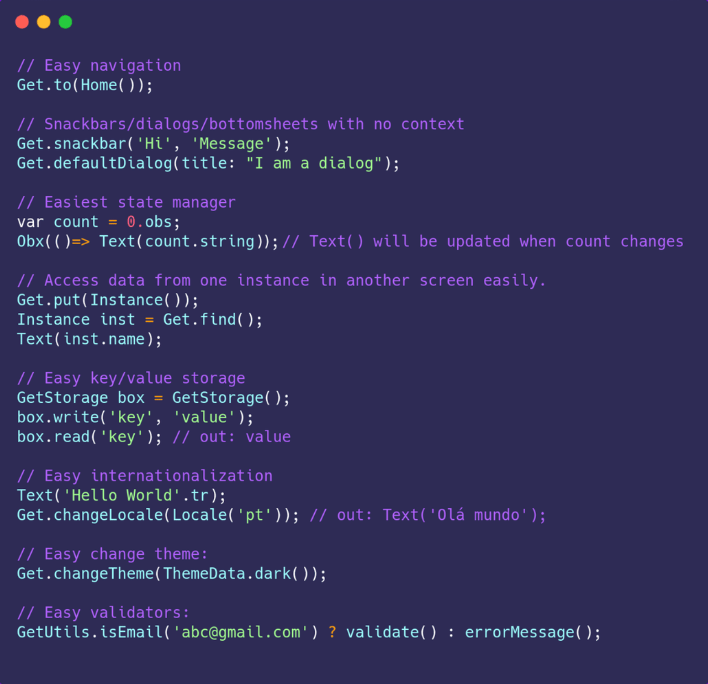 // Easy navigation
Get.to(Home());
// Snackbars/dialogs/bottomsheets with no context
Get.snackbar('Hi', 'Message');
Get.defaultDialog(title: "I am a dialog");
// Easiest state manager
var count = 0.obs;
Obx(()=> Text(count.string));// Text() will be updated when count changes
// Access data from one instance in another screen easily.
Get.put(Instance());
Instance inst = Get.find();
Text(inst.name);
// Easy key/value storage
GetStorage box = GetStorage();
box.write('key', 'value');
box.read('key'); // out: value
// Easy internationalization
Text('Hello World'.tr);
Get.changeLocale(Locale('pt')); // out: Text('Olá mundo');
// Easy change theme:
Get.changeTheme(ThemeData.dark());
// Easy validators:
GetUtils.isEmail('abc@gmail.com') ? validate() : errorMessage();